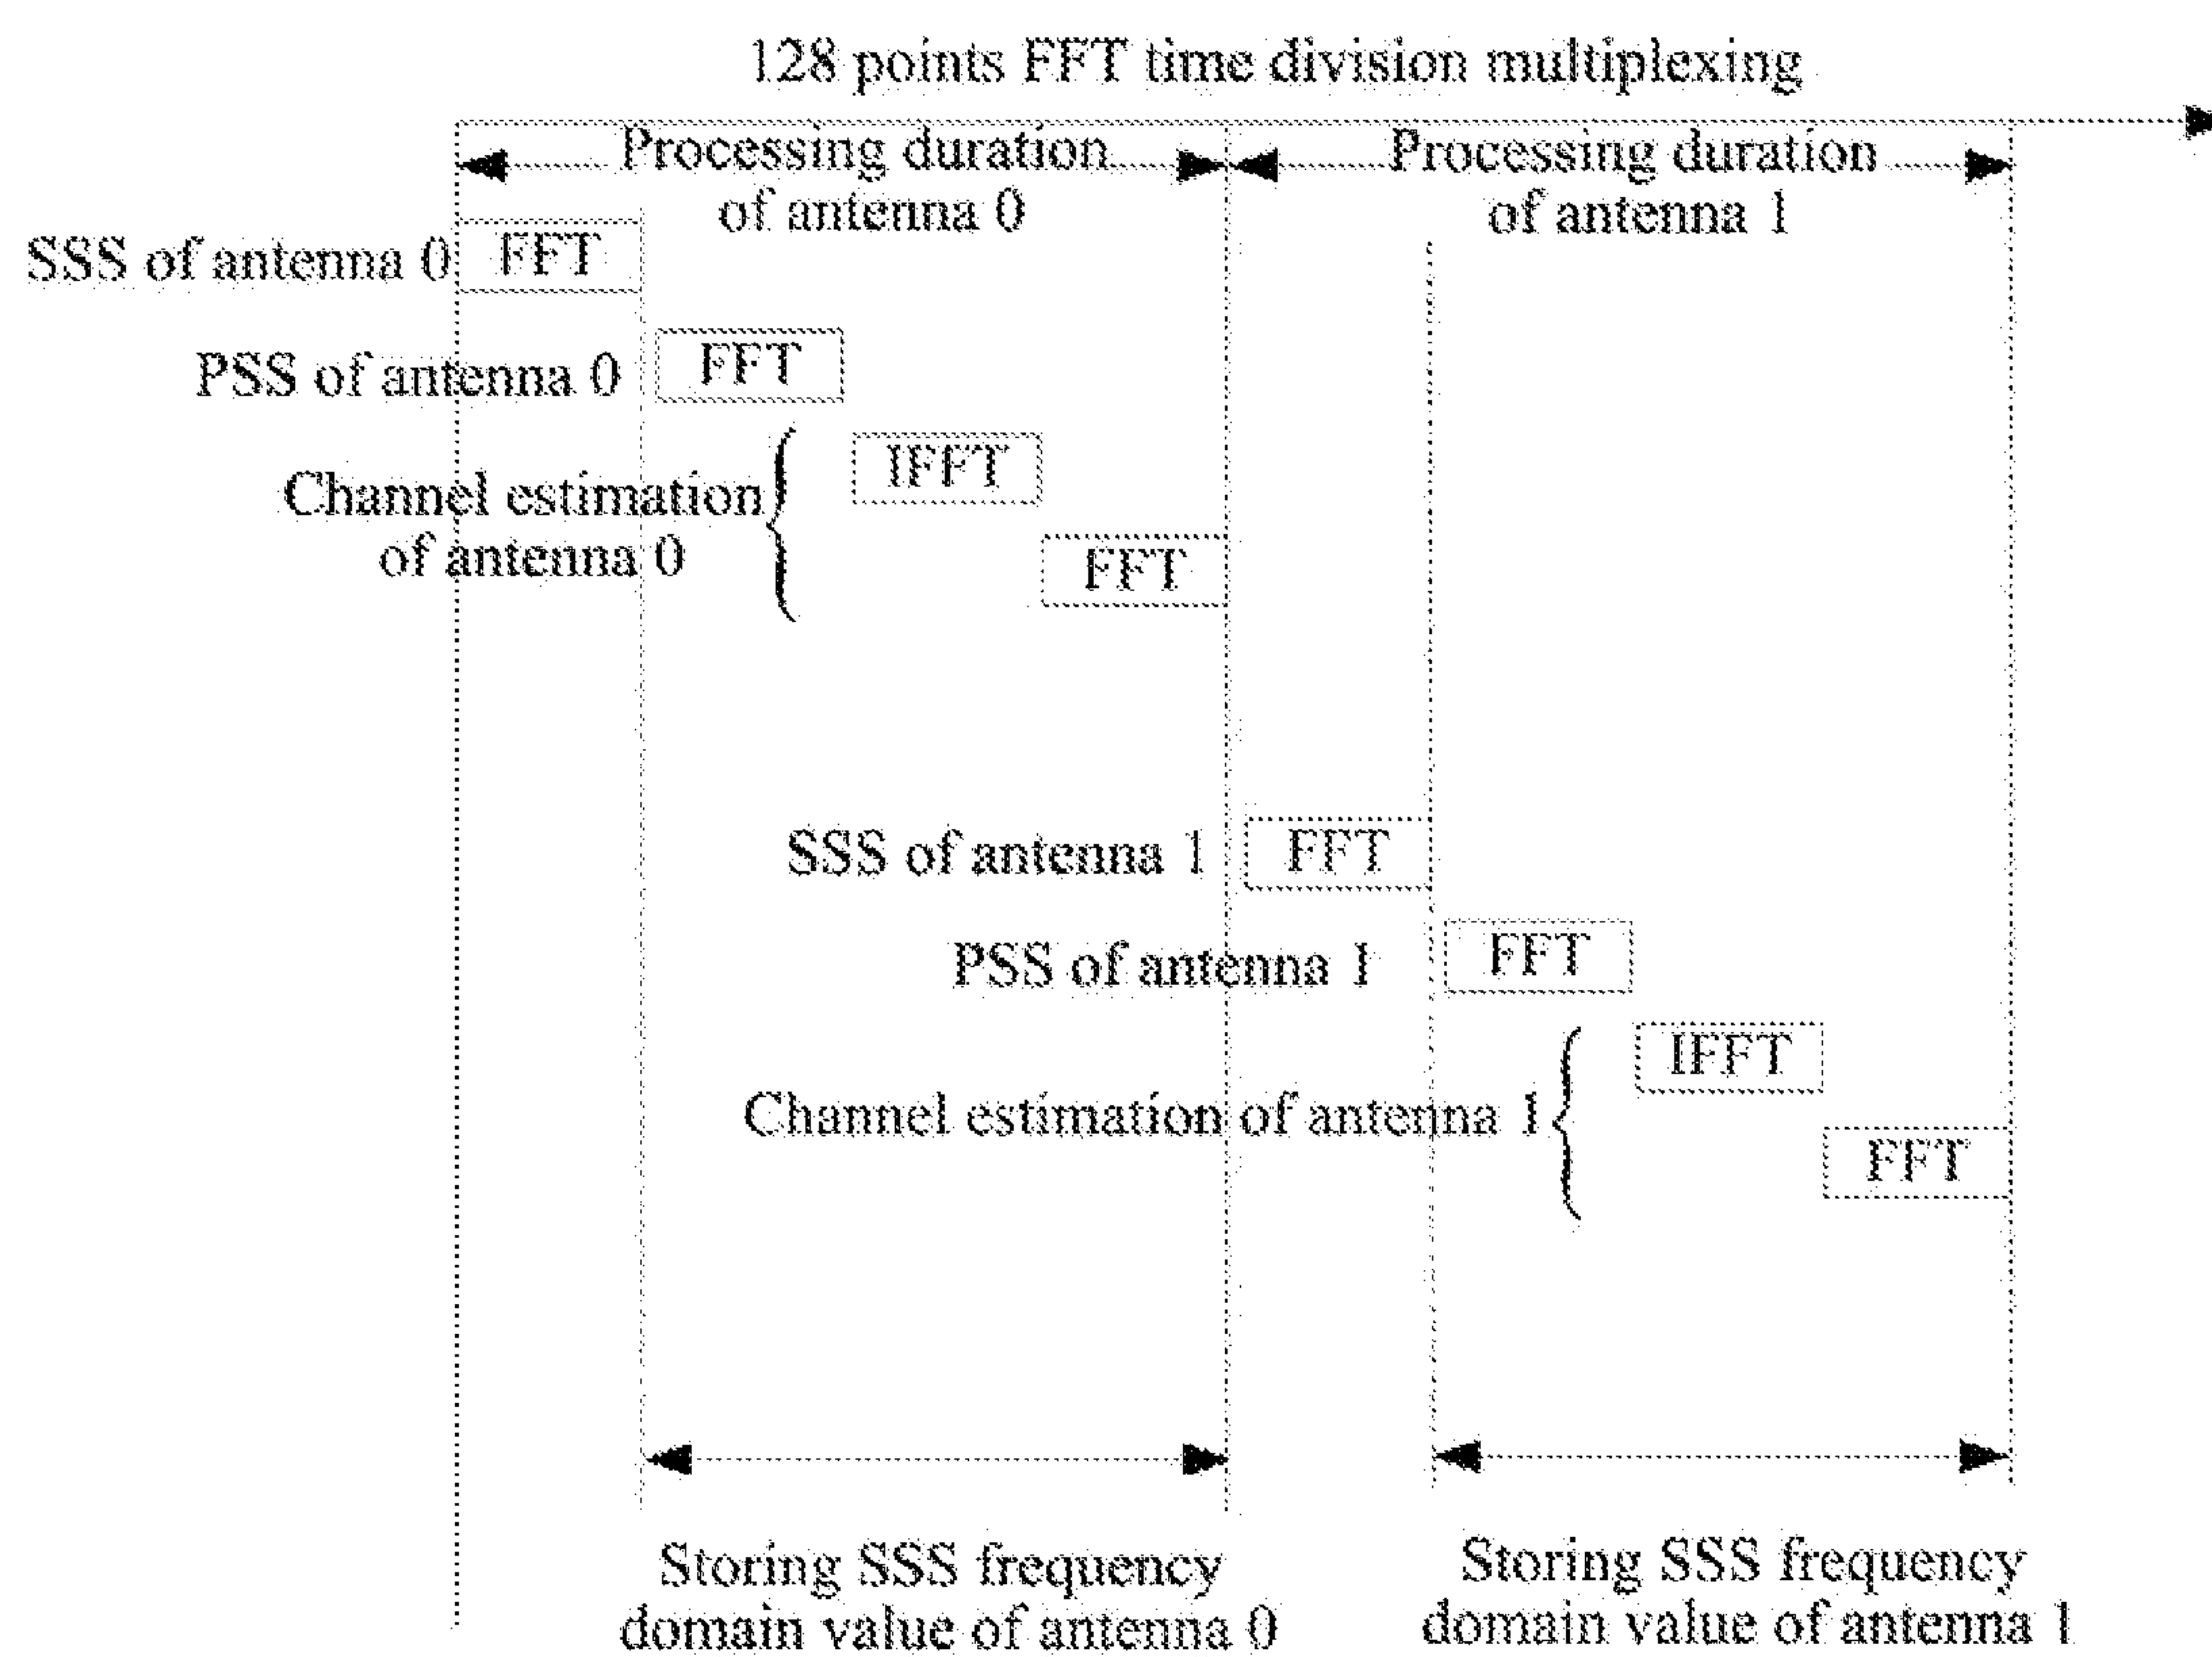 128 points FFT time division multiplexing
Processing duration
of antenna 0
Processing duration
of antenna 1
SSS of antenna 0
FFT
PSS of antenna 0
FFT
Channel estimation
of antenna 0
IFFT
FFT
SSS of antenna 1
FFT
PSS of antenna 1
FFT
Channel estimation of antenna 1
IFFT
FFT
Storing SSS frequency
domain value of antenna 0
Storing SSS frequency
domain value of antenna 1